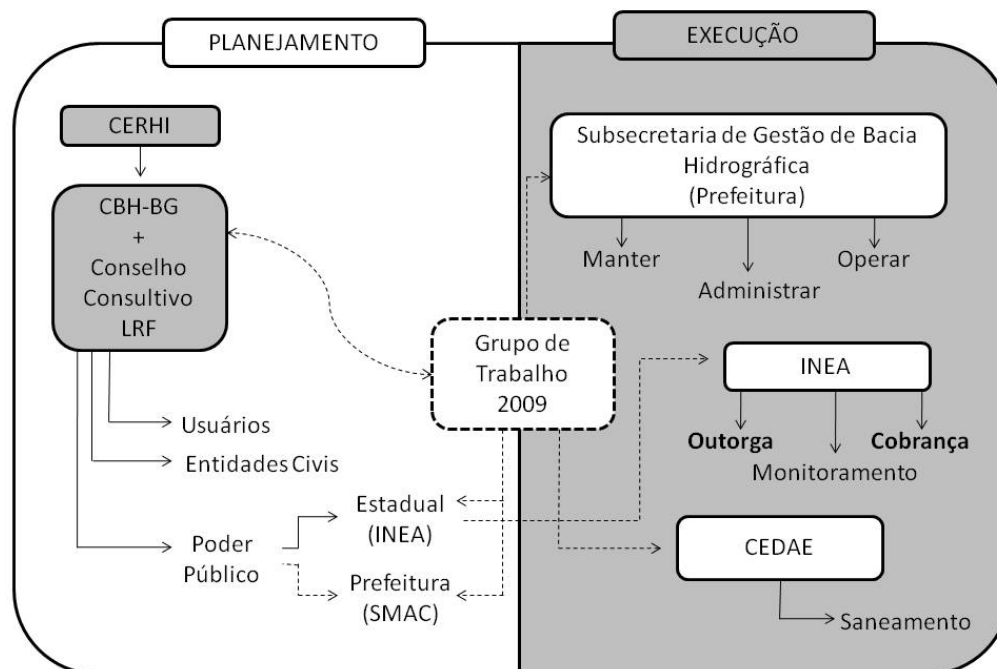 PLANEJAMENTO
EXECUÇÃO
CERHI
CBH-BG
+
Conselho
Consultivo
LRF
Usuários
Entidades Civis
Poder
Público
Estadual
(INEA)
Prefeitura
(SMAC)
Grupo de
Trabalho
2009
Subsecretaria de Gestão de Bacia
Hidrográfica
(Prefeitura)
Manter
Administrar
Operar
INEA
Outorga
Monitoramento
Cobrança
CEDAE
Saneamento